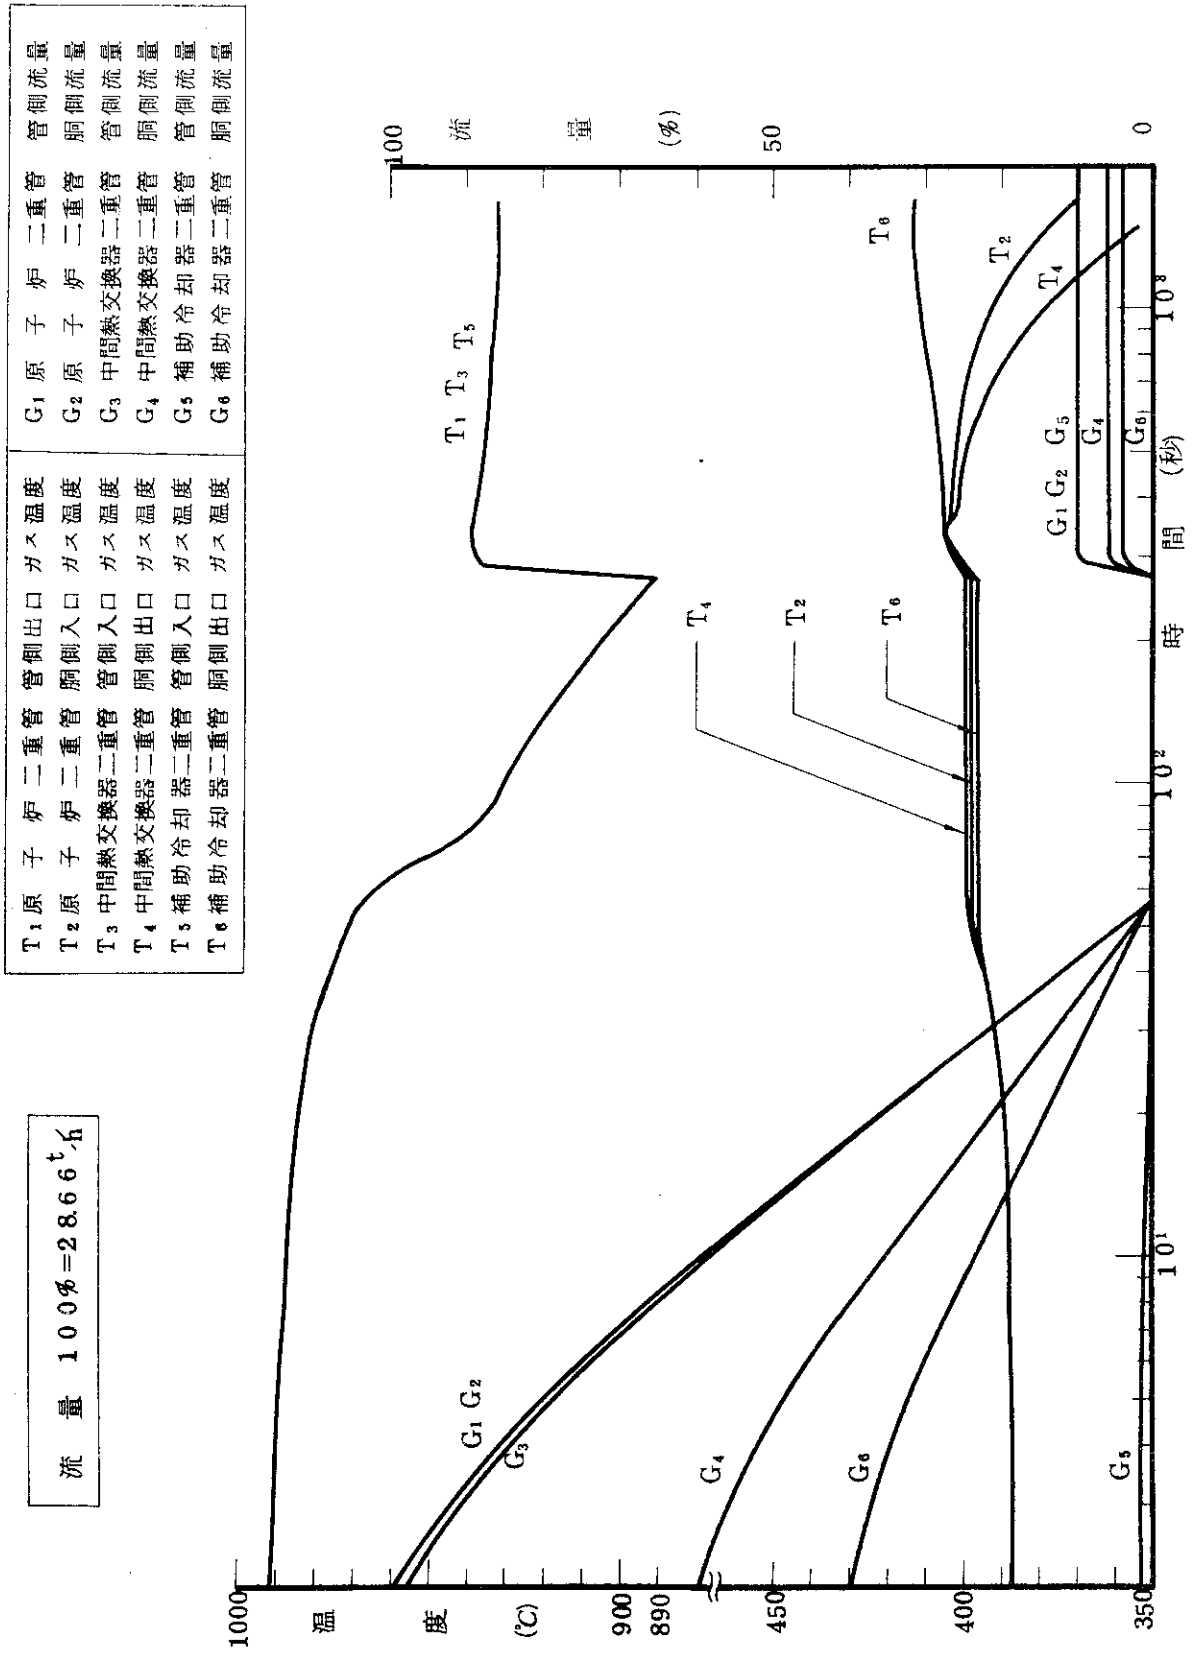 流 量 100%=28.66 t/h
T1 原 子 炉 二重管 管側出口 ガス温度
T2 原 子 炉 二重管 胴側入口 ガス温度
T3 中間熱交換器二重管 管側入口 ガス温度
T4 中間熱交換器二重管 胴側出口 ガス温度
T5 補助冷却器二重管 管側入口 ガス温度
T6 補助冷却器二重管 胴側出口 ガス温度
G1 原 子 炉 二重管 管側流量
G2 原 子 炉 二重管 胴側流量
G3 中間熱交換器二重管 管側流量
G4 中間熱交換器二重管 胴側流量
G5 補助冷却器二重管 管側流量
G6 補助冷却器二重管 胴側流量
1000
温
度
(℃)
900
890
450
400
350
G1 G2
G3
G4
G6
G5
T4
T2
T6
T1 T3 T5
T6
T2
T4
G1 G2 G5
G4
G6
100
流
量
(%)
50
0
10¹
10²
10³
時 間 (秒)